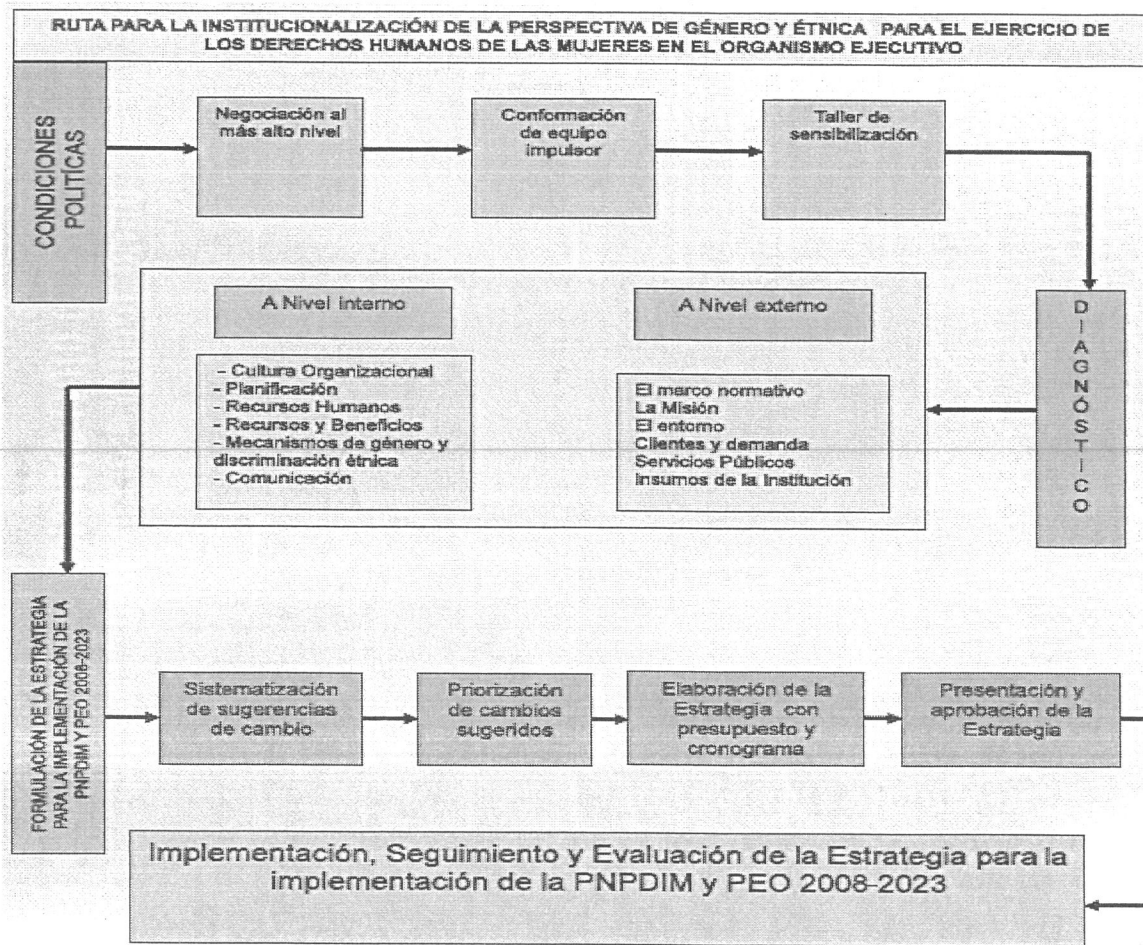 RUTA PARA LA INSTITUCIONALIZACIÓN DE LA PERSPECTIVA DE GÉNERO Y ÉTNICA PARA EL EJERCICIO DE
LOS DERECHOS HUMANOS DE LAS MUJERES EN EL ORGANISMO EJECUTIVO
CONDICIONES
POLITÍCAS
Negociación al
más alto nivel
Conformación
de equipo
impulsor
Taller de
sensibilización
DIAGNÓSTICO
A Nivel interno
- Cultura Organizacional
- Planificación
- Recursos Humanos
- Recursos y Beneficios
- Mecanismos de género y
discriminación étnica
- Comunicación
A Nivel externo
El marco normativo
La Misión
El entorno
Clientes y demanda
Servicios Públicos
Insumos de la Institución
FORMULACIÓN DE LA ESTRATEGIA
PARA LA IMPLEMENTACIÓN DE LA
PNPDIM Y PEO 2008-2023
Sistematización
de sugerencias
de cambio
Priorización
de cambios
sugeridos
Elaboración de la
Estrategia con
presupuesto y
cronograma
Presentación y
aprobación de la
Estrategia
Implementación, Seguimiento y Evaluación de la Estrategia para la
implementación de la PNPDIM y PEO 2008-2023